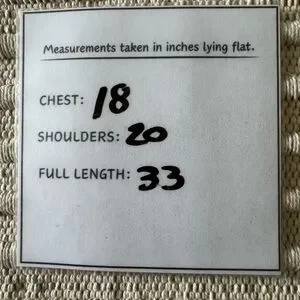 Measurements taken in inches lying flat.
CHEST: 18
SHOULDERS: 20
FULL LENGTH: 33